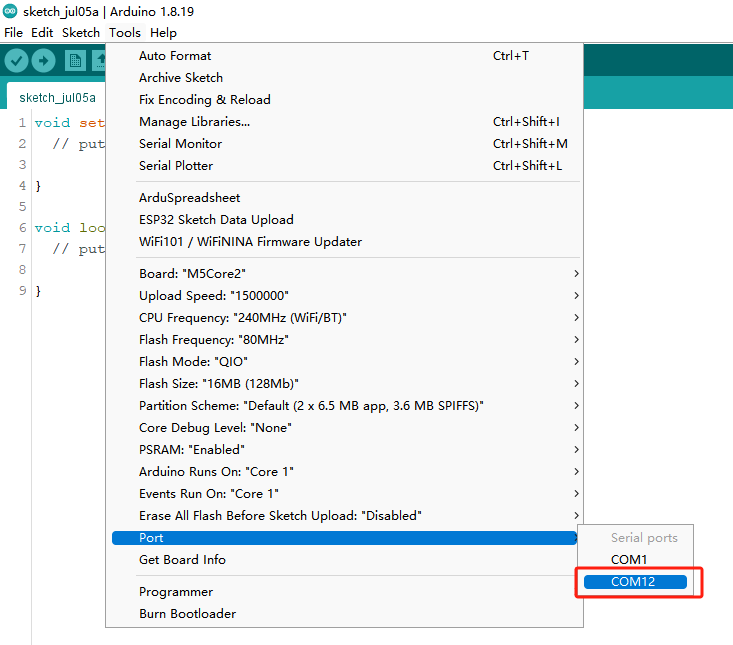 sketch_jul05a | Arduino 1.8.19
File Edit Sketch Tools Help
sketch_jul05a
1 void set
2 // put
3
4 }
5
6 void loo
7 // put
8
9 }
Auto Format Ctrl+T
Archive Sketch
Fix Encoding & Reload
Manage Libraries... Ctrl+Shift+I
Serial Monitor Ctrl+Shift+M
Serial Plotter Ctrl+Shift+L
ArduSpreadsheet
ESP32 Sketch Data Upload
WiFi101 / WiFiNINA Firmware Updater
Board: "M5Core2"
Upload Speed: "1500000"
CPU Frequency: "240MHz (WiFi/BT)"
Flash Frequency: "80MHz"
Flash Mode: "QIO"
Flash Size: "16MB (128Mb)"
Partition Scheme: "Default (2 x 6.5 MB app, 3.6 MB SPIFFS)"
Core Debug Level: "None"
PSRAM: "Enabled"
Arduino Runs On: "Core 1"
Events Run On: "Core 1"
Erase All Flash Before Sketch Upload: "Disabled"
Port
Get Board Info
Programmer
Burn Bootloader
Serial ports
COM1
COM12